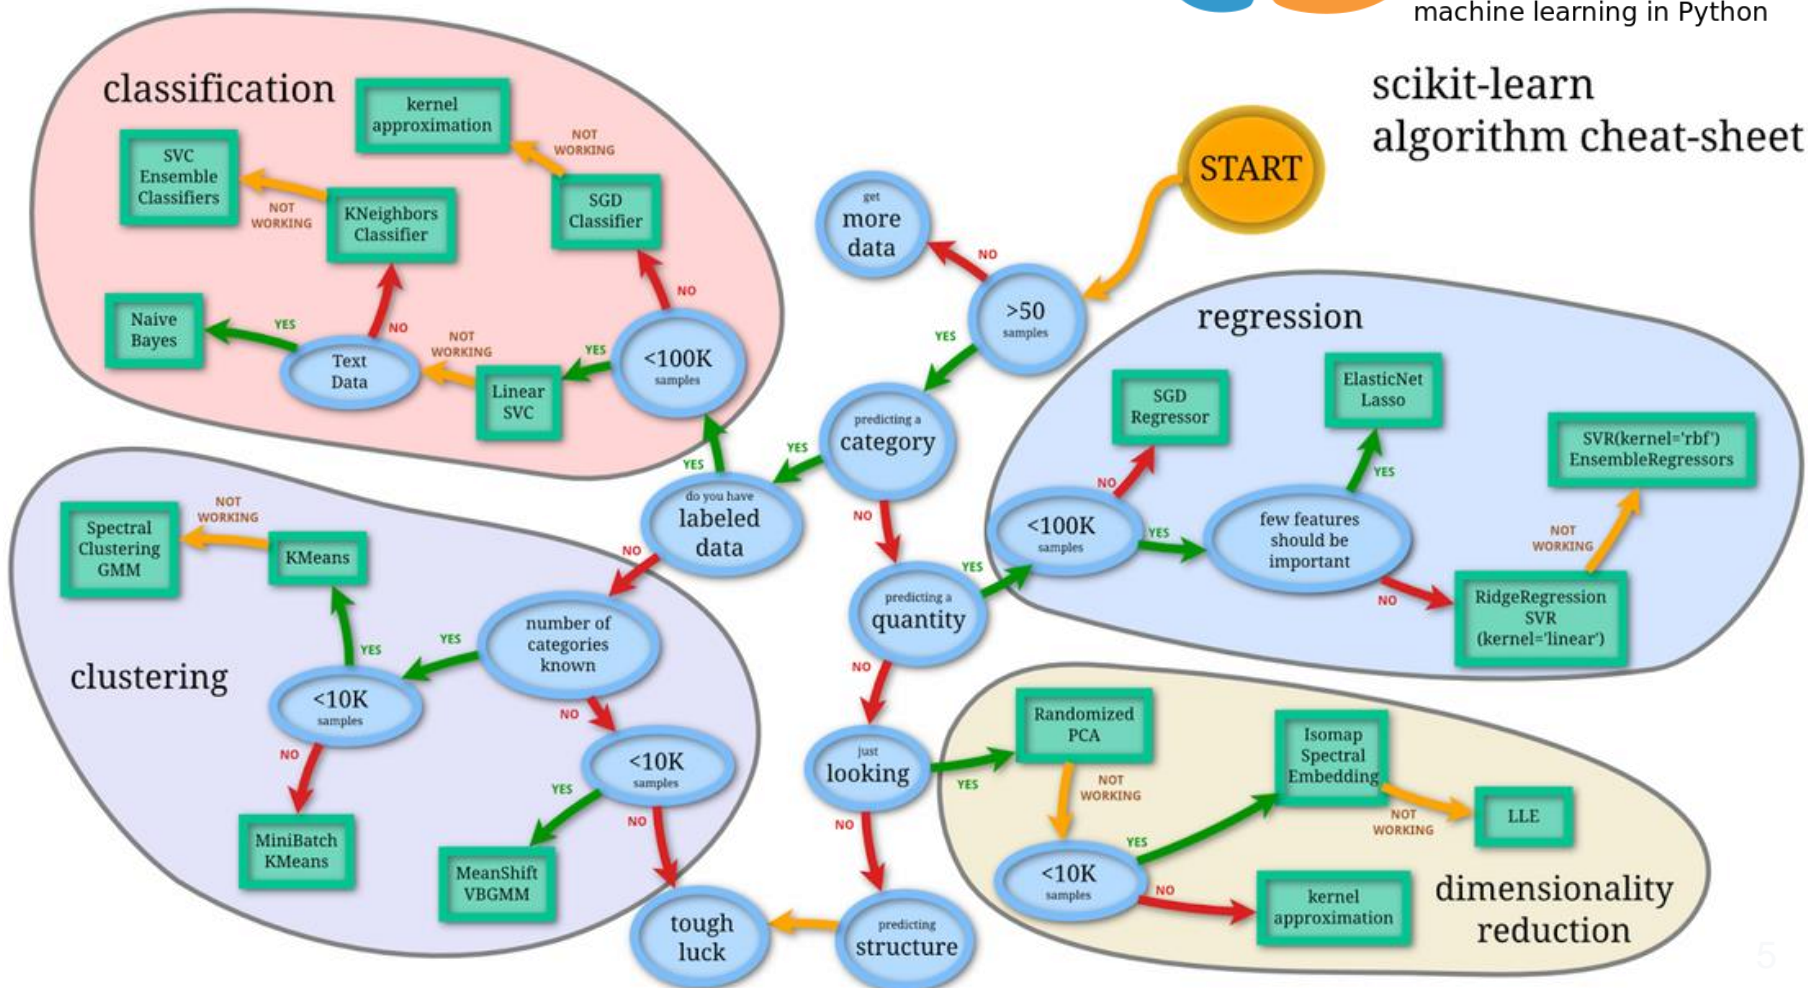 machine learning in Python
scikit-learn
algorithm cheat-sheet
START
get
more
data
NO
>50
samples
YES
predicting a
category
YES
NO
do you have
labeled
data
YES
NO
predicting a
quantity
YES
NO
just
looking
YES
NO
predicting
structure
tough
luck
classification
kernel
approximation
NOT
WORKING
SVC
Ensemble
Classifiers
NOT
WORKING
KNeighbors
Classifier
SGD
Classifier
NO
<100K
samples
YES
Linear
SVC
NOT
WORKING
Text
Data
NO
YES
Naive
Bayes
regression
SGD
Regressor
ElasticNet
Lasso
SVR(kernel='rbf')
EnsembleRegressors
<100K
samples
NO
YES
few features
should be
important
YES
NO
NOT
WORKING
RidgeRegression
SVR
(kernel='linear')
clustering
Spectral
Clustering
GMM
NOT
WORKING
KMeans
YES
<10K
samples
NO
MiniBatch
KMeans
number of
categories
known
YES
NO
<10K
samples
YES
NO
MeanShift
VBGMM
dimensionality
reduction
Randomized
PCA
NOT
WORKING
<10K
samples
YES
NO
Isomap
Spectral
Embedding
NOT
WORKING
LLE
kernel
approximation
5